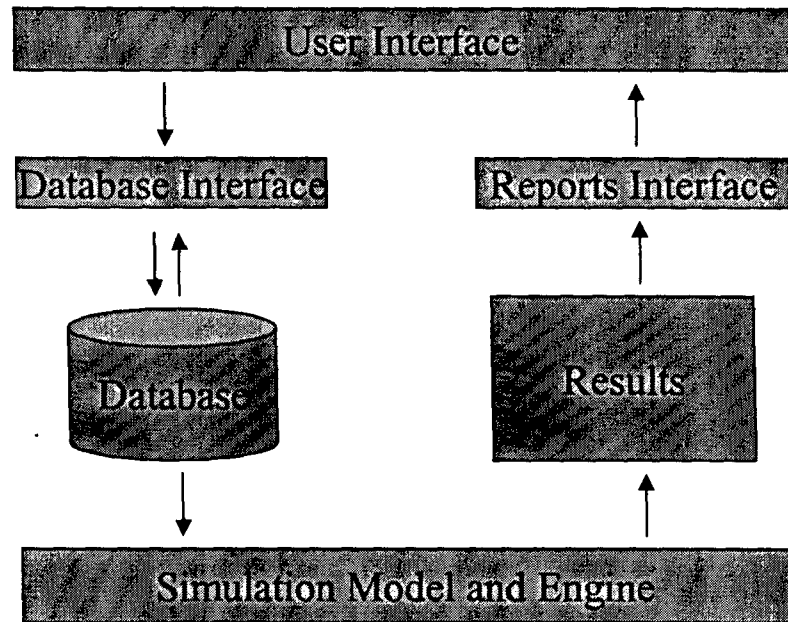 User Interface
Database Interface
Reports Interface
Database
Results
Simulation Model and Engine